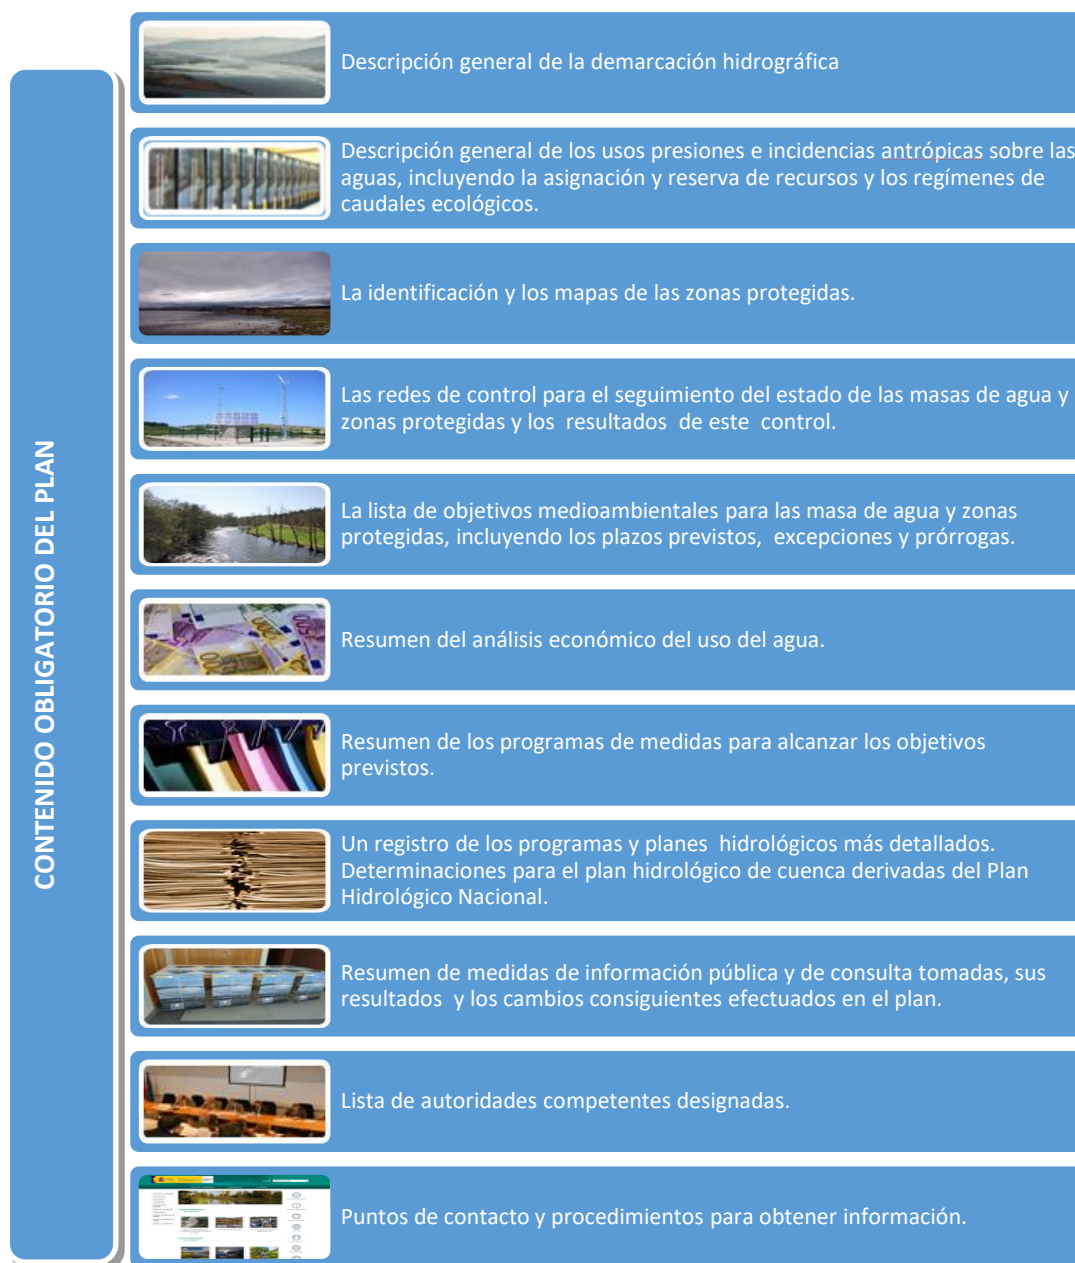 CONTENIDO OBLIGATORIO DEL PLAN
Descripción general de la demarcación hidrográfica
Descripción general de los usos presiones e incidencias antrópicas sobre las
aguas, incluyendo la asignación y reserva de recursos y los regímenes de
caudales ecológicos.
La identificación y los mapas de las zonas protegidas.
Las redes de control para el seguimiento del estado de las masas de agua y
zonas protegidas y los  resultados  de este  control.
La lista de objetivos medioambientales para las masa de agua y zonas
protegidas, incluyendo los plazos previstos,  excepciones y prórrogas.
Resumen del análisis económico del uso del agua.
Resumen de los programas de medidas para alcanzar los objetivos
previstos.
Un registro de los programas y planes  hidrológicos más detallados.
Determinaciones para el plan hidrológico de cuenca derivadas del Plan
Hidrológico Nacional.
Resumen de medidas de información pública y de consulta tomadas, sus
resultados  y los cambios consiguientes efectuados en el plan.
Lista de autoridades competentes designadas.
Puntos de contacto y procedimientos para obtener información.